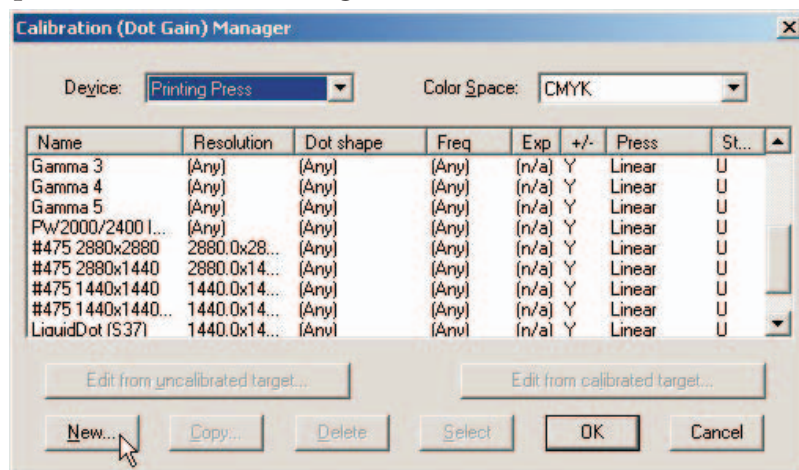 Calibration (Dot Gain) Manager
Device: Printing Press Color Space: CMYK
Name Resolution Dot shape Freq Exp +/- Press St...
Gamma 3 (Any) (Any) (Any) (n/a) Y Linear U
Gamma 4 (Any) (Any) (Any) (n/a) Y Linear U
Gamma 5 (Any) (Any) (Any) (n/a) Y Linear U
PW2000/2400 l... (Any) (Any) (Any) (n/a) Y Linear U
#475 2880x2880 2880.0x28... (Any) (Any) (n/a) Y Linear U
#475 2880x1440 2880.0x14... (Any) (Any) (n/a) Y Linear U
#475 1440x1440 1440.0x14... (Any) (Any) (n/a) Y Linear U
#475 1440x1440... 1440.0x14... (Any) (Any) (n/a) Y Linear U
LiquidDot (S37) 1440.0x14... (Any) (Any) (n/a) Y Linear U
Edit from uncalibrated target... Edit from calibrated target...
New... Copy... Delete Select OK Cancel